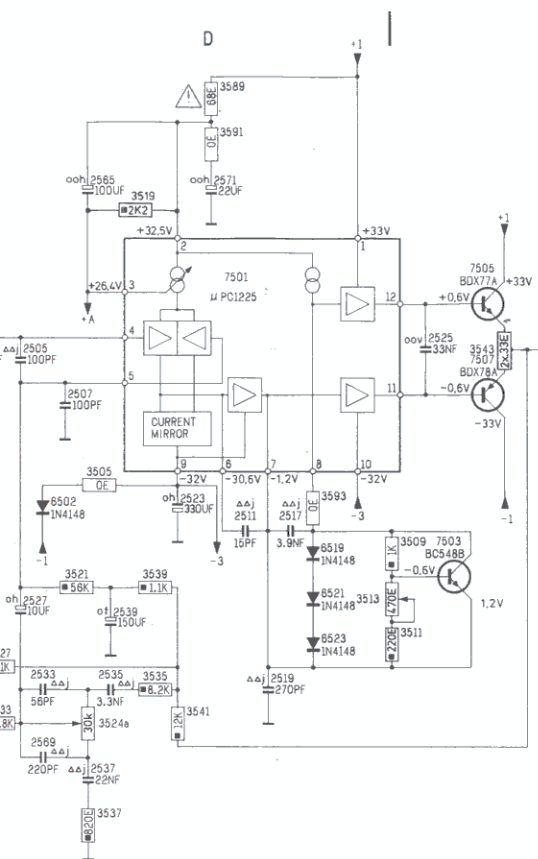 D
+1
3589
68E
3591
0E
ooh 2565
100UF
ooh 2571
22UF
3519
2K2
+32,5V
+33V
2
1
+1
7505
BDX77A
+33V
+26,4V
3
7501
μPC1225
+A
12
+0,6V
4
ΔΔj 2505
100PF
oov 2525
33NF
3543
2x.33E
7507
BDX78A
5
2507
100PF
11
-0,6V
-33V
CURRENT
MIRROR
9
6
7
8
10
-32V
-30,6V
-1,2V
-32V
3505
0E
oh 2523
330UF
3593
0E
6502
1N4148
ΔΔj
2511
15PF
ΔΔj
2517
3.9NF
-1
-3
-3
-1
6519
1N4148
3509
1K
7503
BC548B
-0,6V
3521
56K
3539
1.1K
6521
1N4148
3513
470E
oh 2527
10UF
of 2539
150UF
1,2V
6523
1N4148
3511
220E
27
1K
2533
ΔΔj
56PF
2535
ΔΔj
3.3NF
3535
8.2K
ΔΔj 2519
270PF
33
.8K
30k
3524a
3541
12K
2569
ΔΔj
220PF
ΔΔj 2537
22NF
3537
820E